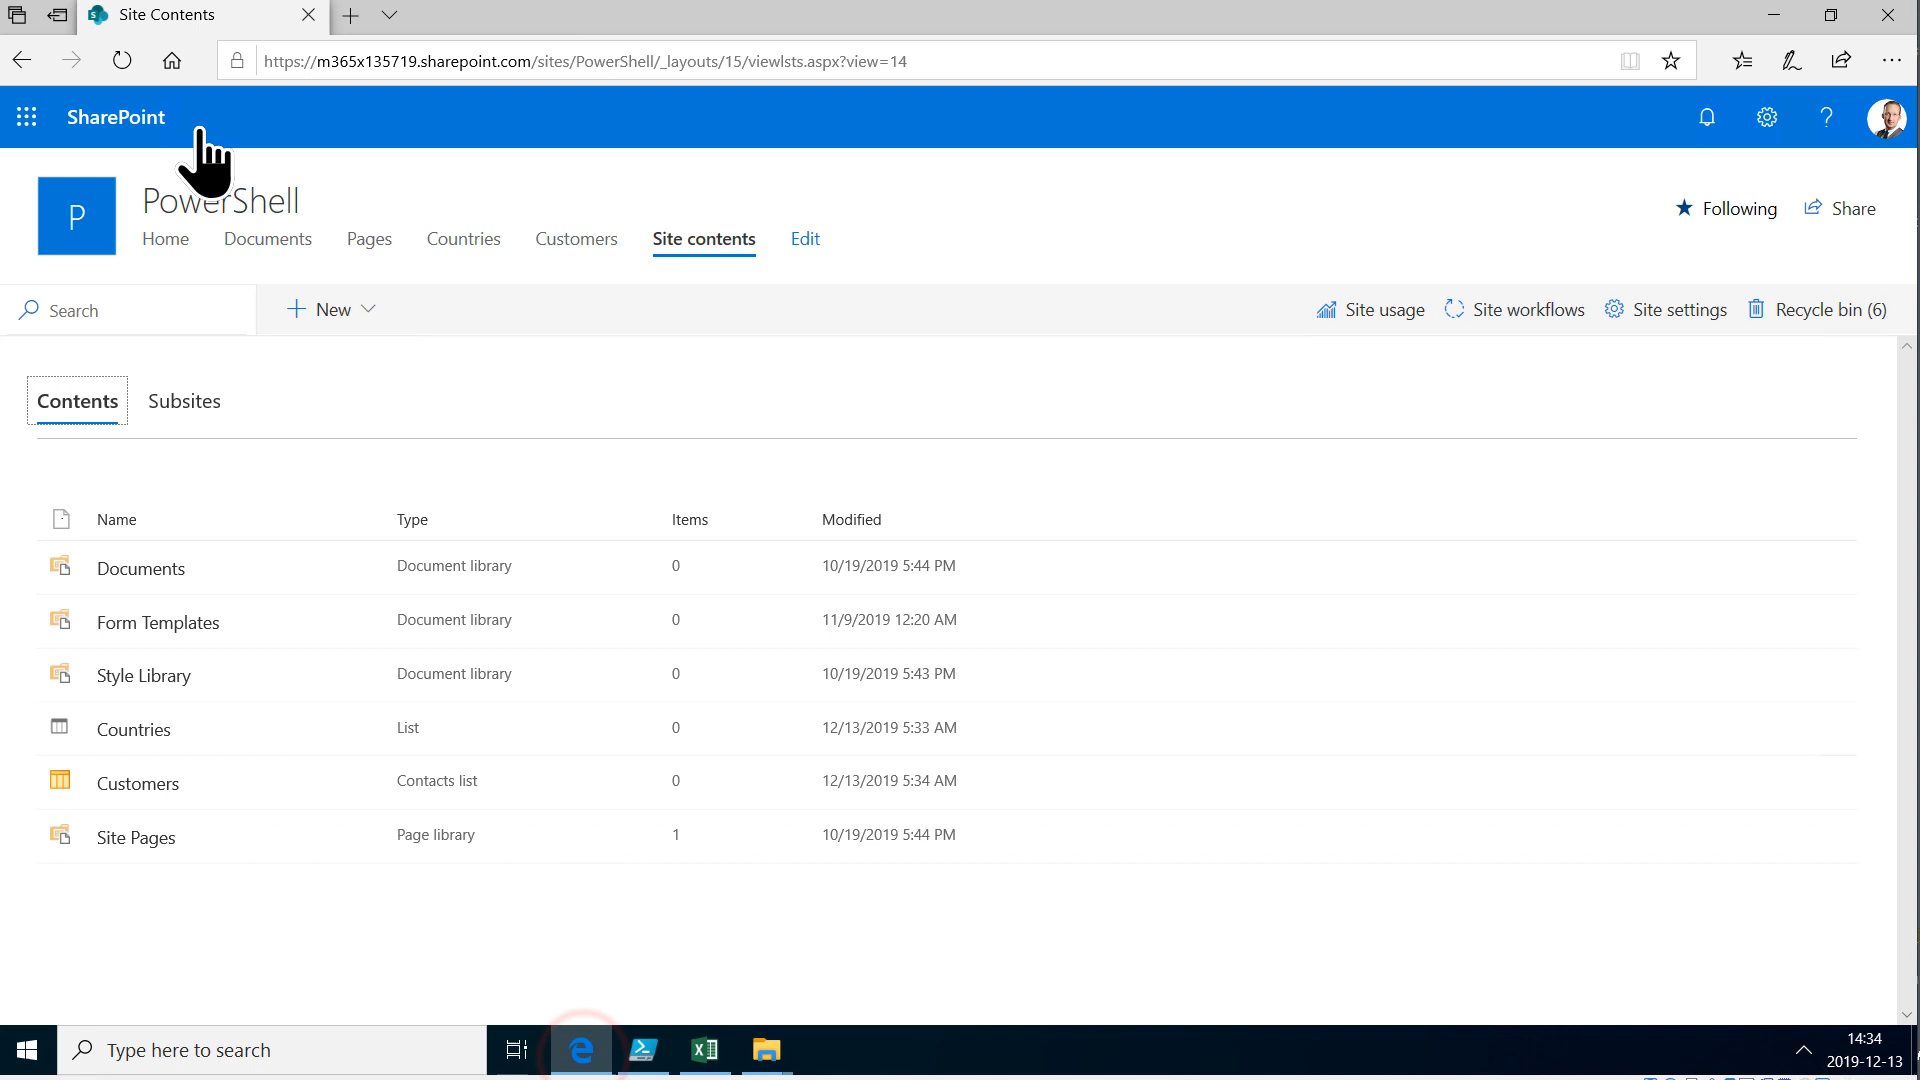 Site Contents
https://m365x135719.sharepoint.com/sites/PowerShell/_layouts/15/viewlsts.aspx?view=14
SharePoint
P
PowerShell
Following
Share
Home
Documents
Pages
Countries
Customers
Site contents
Edit
Search
New
Site usage
Site workflows
Site settings
Recycle bin (6)
Contents
Subsites
Name Type Items Modified
Documents Document library 0 10/19/2019 5:44 PM
Form Templates Document library 0 11/9/2019 12:20 AM
Style Library Document library 0 10/19/2019 5:43 PM
Countries List 0 12/13/2019 5:33 AM
Customers Contacts list 0 12/13/2019 5:34 AM
Site Pages Page library 1 10/19/2019 5:44 PM
Type here to search
14:34
2019-12-13